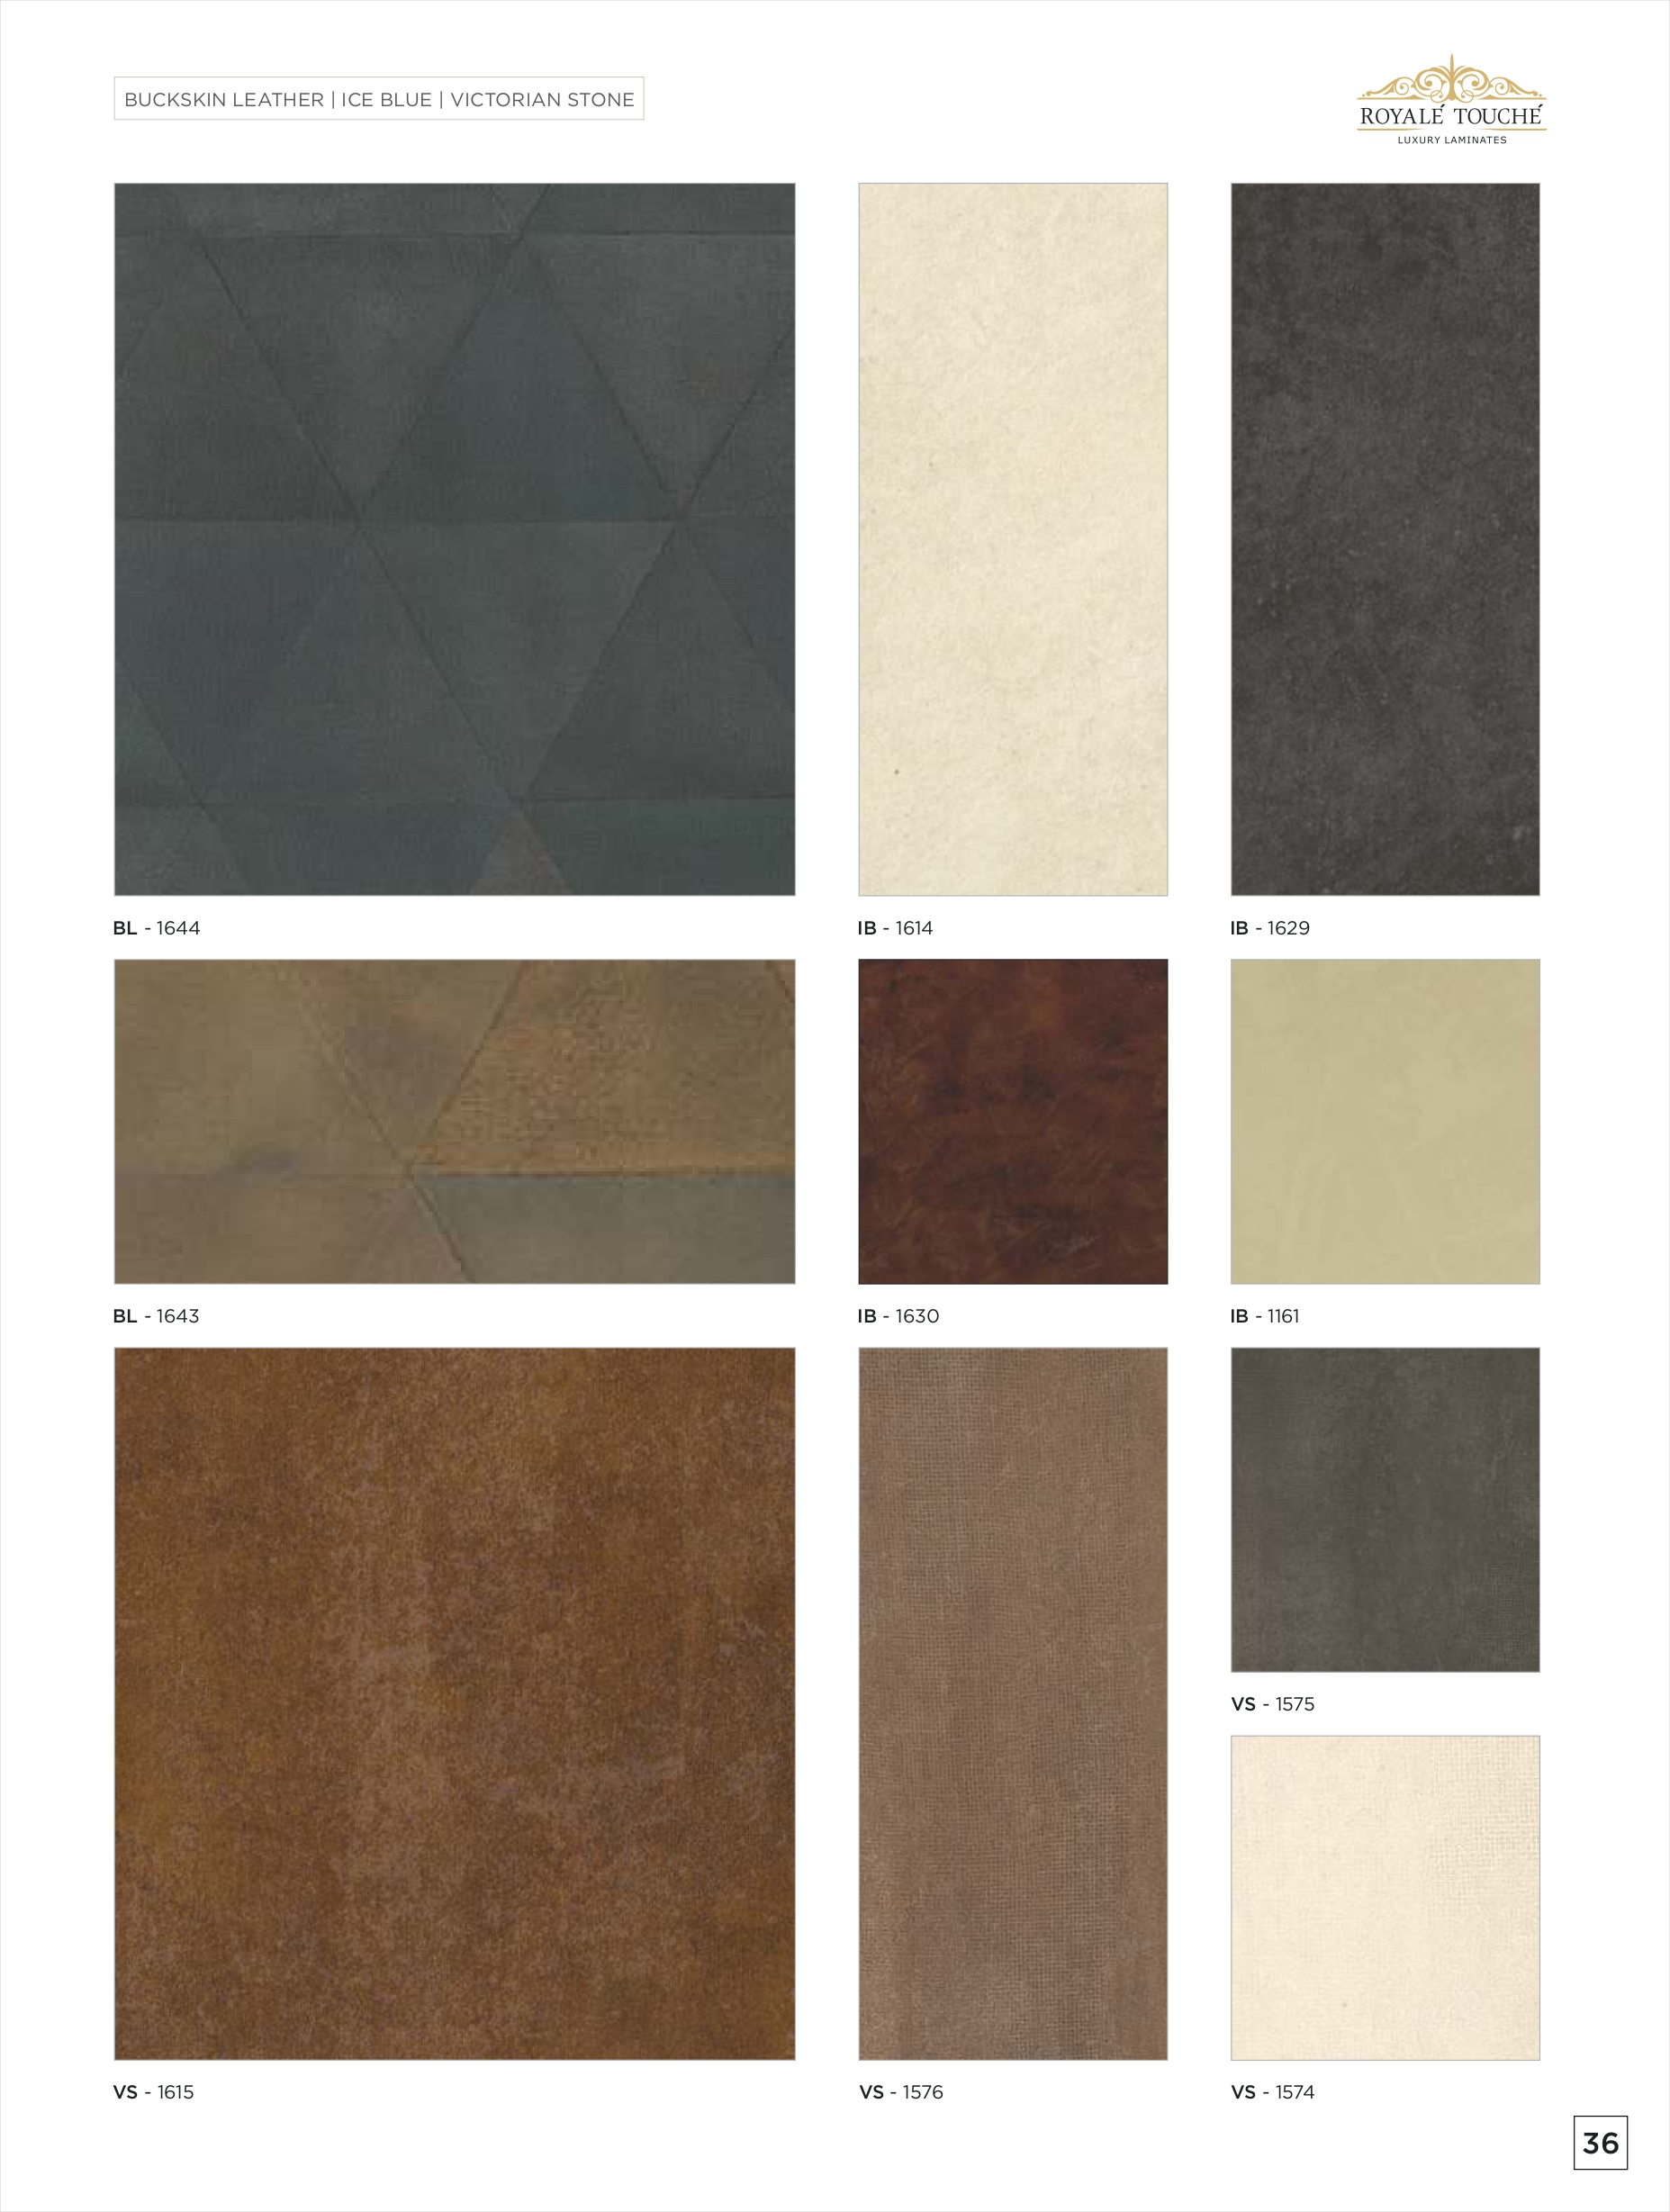 BUCKSKIN LEATHER | ICE BLUE | VICTORIAN STONE
ROYALÉ TOUCHÉ
LUXURY LAMINATES
BL - 1644
IB - 1614
IB - 1629
BL - 1643
IB - 1630
IB - 1161
VS - 1575
VS - 1615
VS - 1576
VS - 1574
36